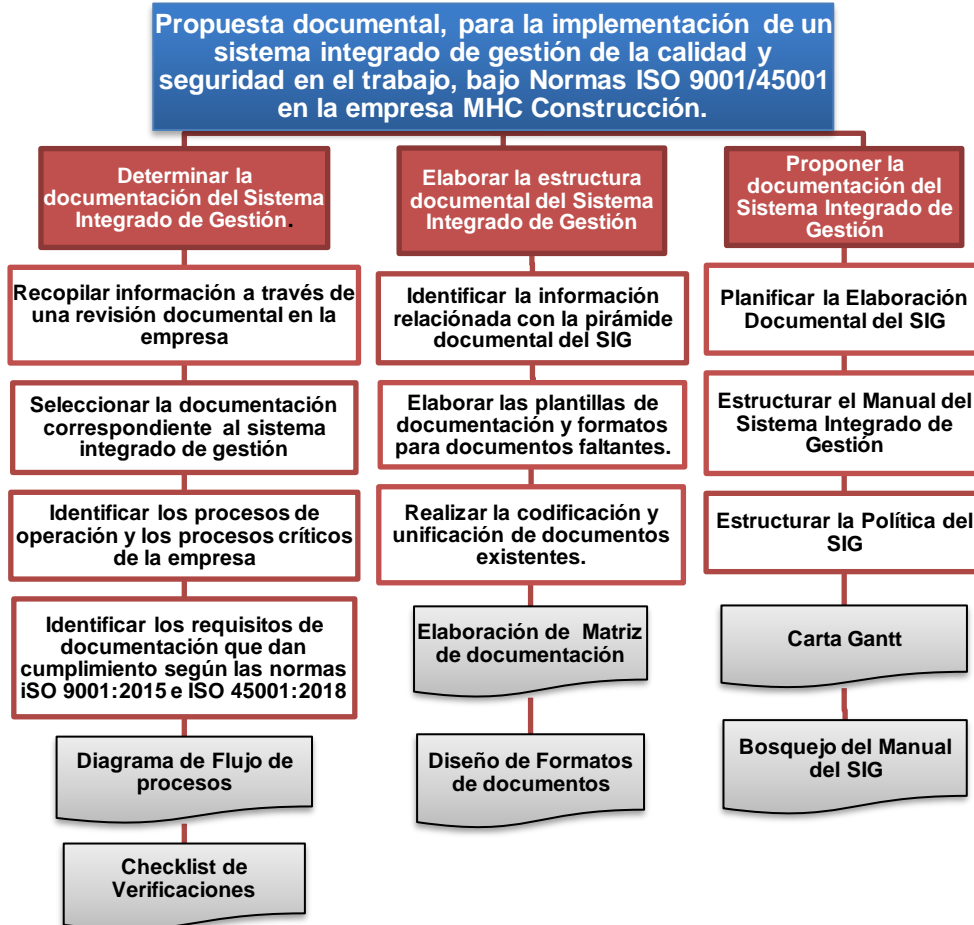 Propuesta documental, para la implementación de un
sistema integrado de gestión de la calidad y
seguridad en el trabajo, bajo Normas ISO 9001/45001
en la empresa MHC Construcción.
Determinar la
documentación del Sistema
Integrado de Gestión.
Recopilar información a través de
una revisión documental en la
empresa
Seleccionar la documentación
correspondiente al sistema
integrado de gestión
Identificar los procesos de
operación y los procesos críticos
de la empresa
Identificar los requisitos de
documentación que dan
cumplimiento según las normas
iSO 9001:2015 e ISO 45001:2018
Diagrama de Flujo de
procesos
Checklist de
Verificaciones
Elaborar la estructura
documental del Sistema
Integrado de Gestión
Identificar la información
relaciónada con la pirámide
documental del SIG
Elaborar las plantillas de
documentación y formatos
para documentos faltantes.
Realizar la codificación y
unificación de documentos
existentes.
Elaboración de Matriz
de documentación
Diseño de Formatos
de documentos
Proponer la
documentación del
Sistema Integrado de
Gestión
Planificar la Elaboración
Documental del SIG
Estructurar el Manual del
Sistema Integrado de
Gestión
Estructurar la Política del
SIG
Carta Gantt
Bosquejo del Manual
del SIG